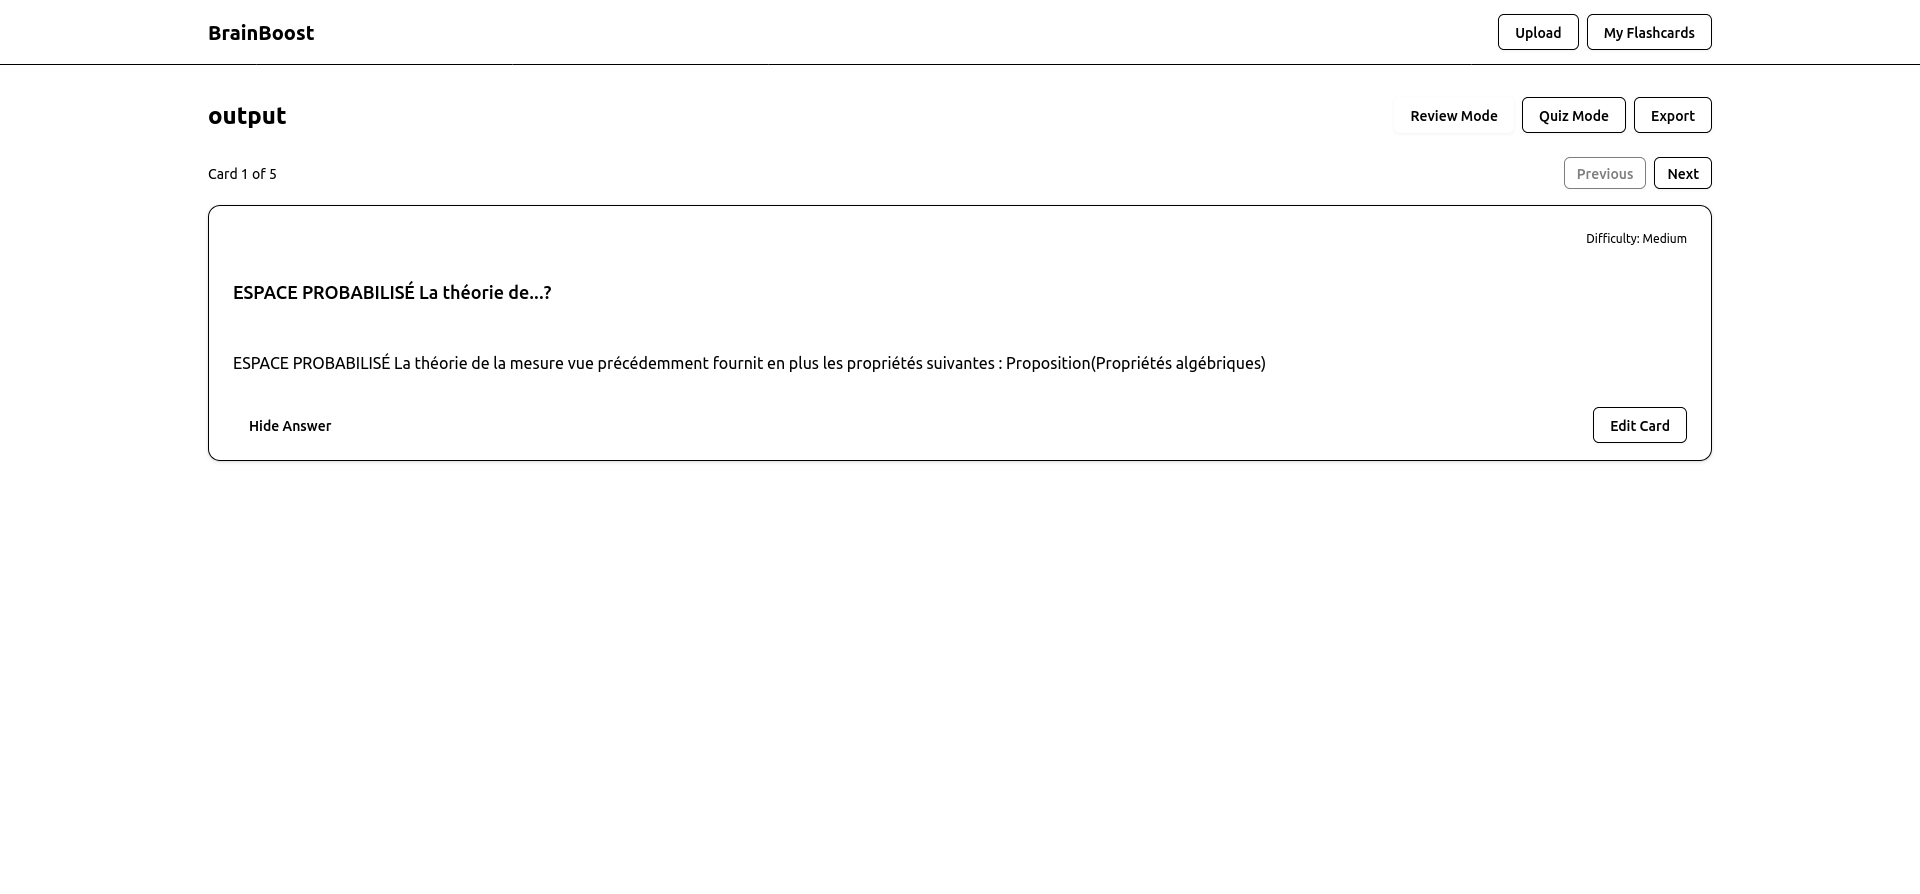 BrainBoost
Upload
My Flashcards
output
Review Mode
Quiz Mode
Export
Card 1 of 5
Previous
Next
Difficulty: Medium
ESPACE PROBABILISÉ La théorie de...?
ESPACE PROBABILISÉ La théorie de la mesure vue précédemment fournit en plus les propriétés suivantes : Proposition(Propriétés algébriques)
Hide Answer
Edit Card